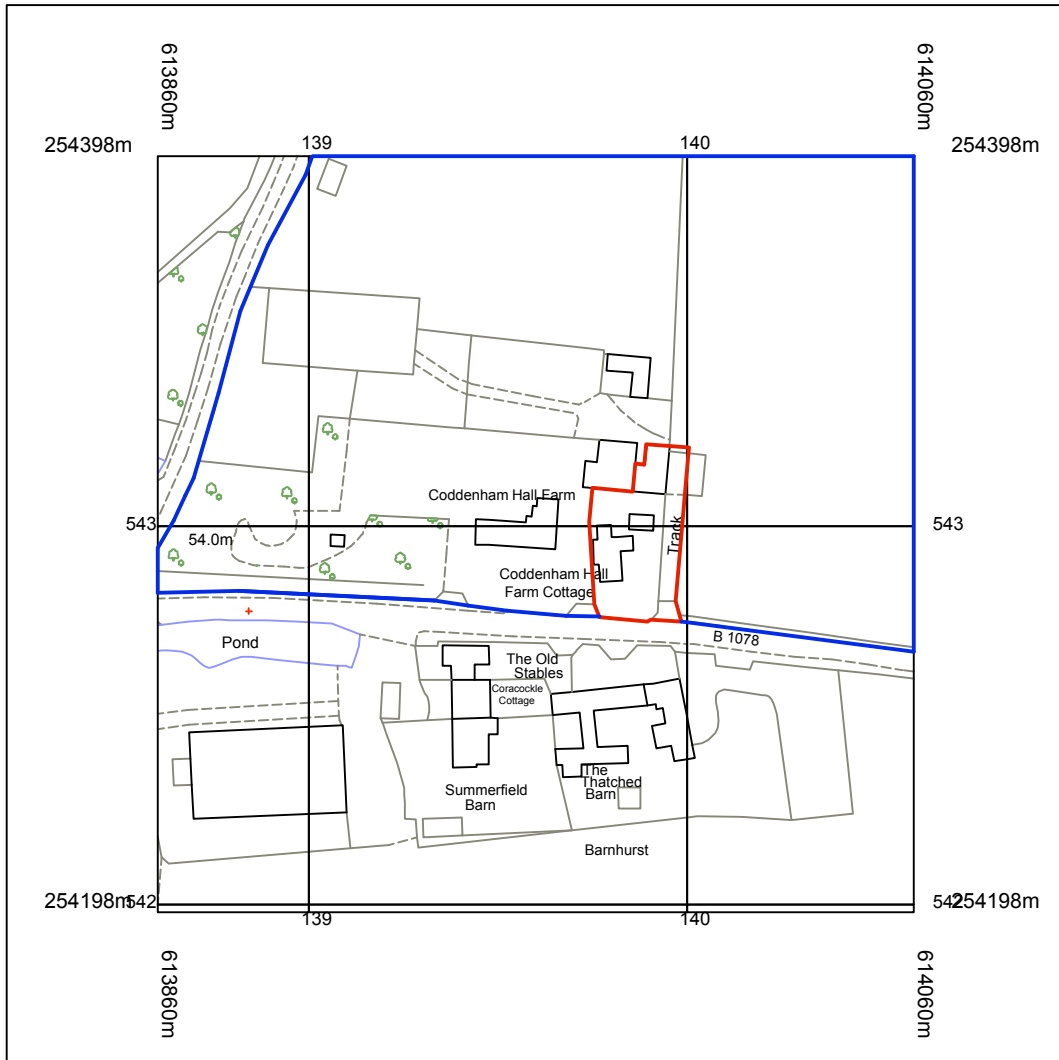 613860m
614060m
254398m
139
140
254398m
Coddenham Hall Farm
543
54.0m
Track
543
Coddenham Hall
Farm Cottage
B 1078
Pond
The Old
Stables
Coracockle
Cottage
The
Thatched
Barn
Summerfield
Barn
Barnhurst
254198m
542
139
140
542
254198m
613860m
614060m